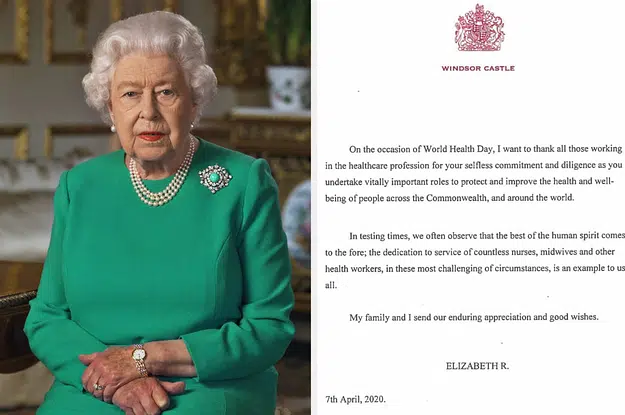 WINDSOR CASTLE
On the occasion of World Health Day, I want to thank all those working
in the healthcare profession for your selfless commitment and diligence as you
undertake vitally important roles to protect and improve the health and well-
being of people across the Commonwealth, and around the world.
In testing times, we often observe that the best of the human spirit comes
to the fore; the dedication to service of countless nurses, midwives and other
health workers, in these most challenging of circumstances, is an example to us
all.
My family and I send our enduring appreciation and good wishes.
ELIZABETH R.
7th April, 2020.